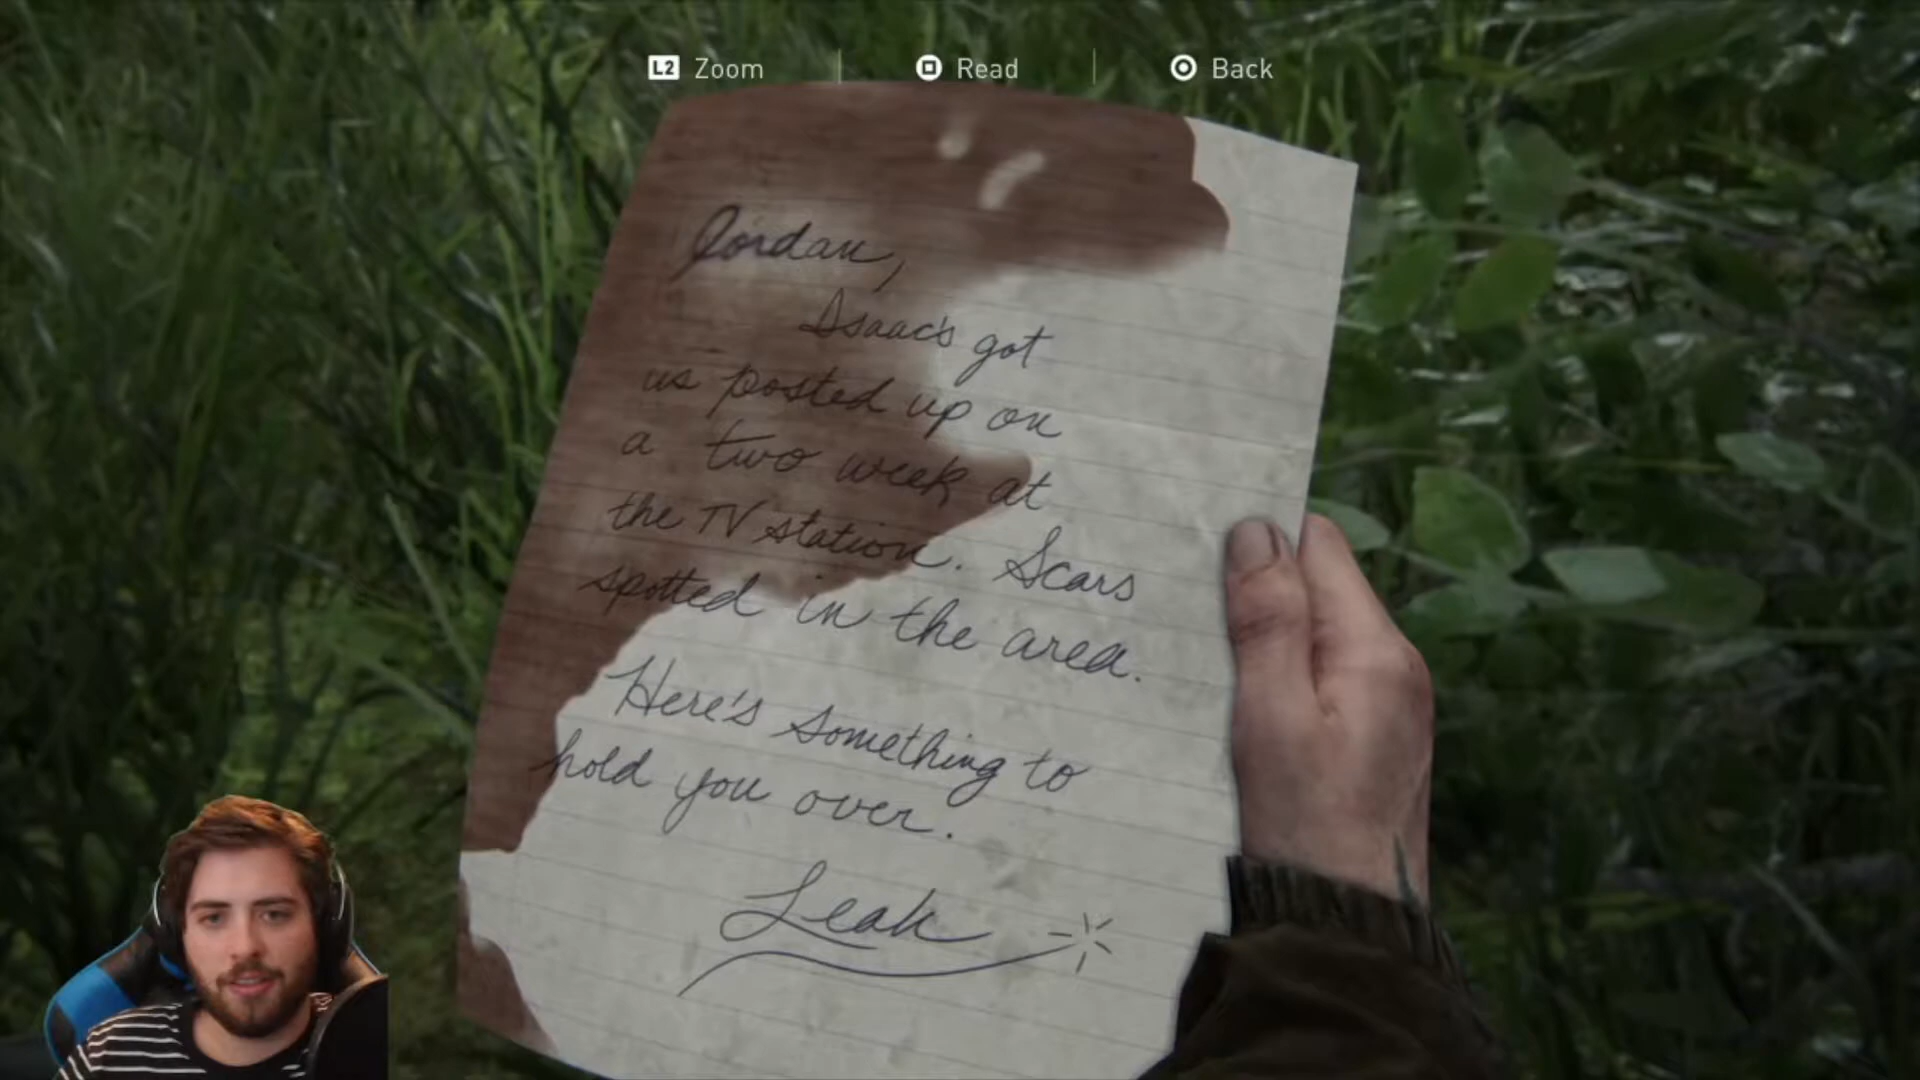 L2 Zoom Read Back
Jordan,
Isaac's got
us posted up on
a two week at
the TV station. Scars
spotted in the area.
Here's something to
hold you over.
Leah